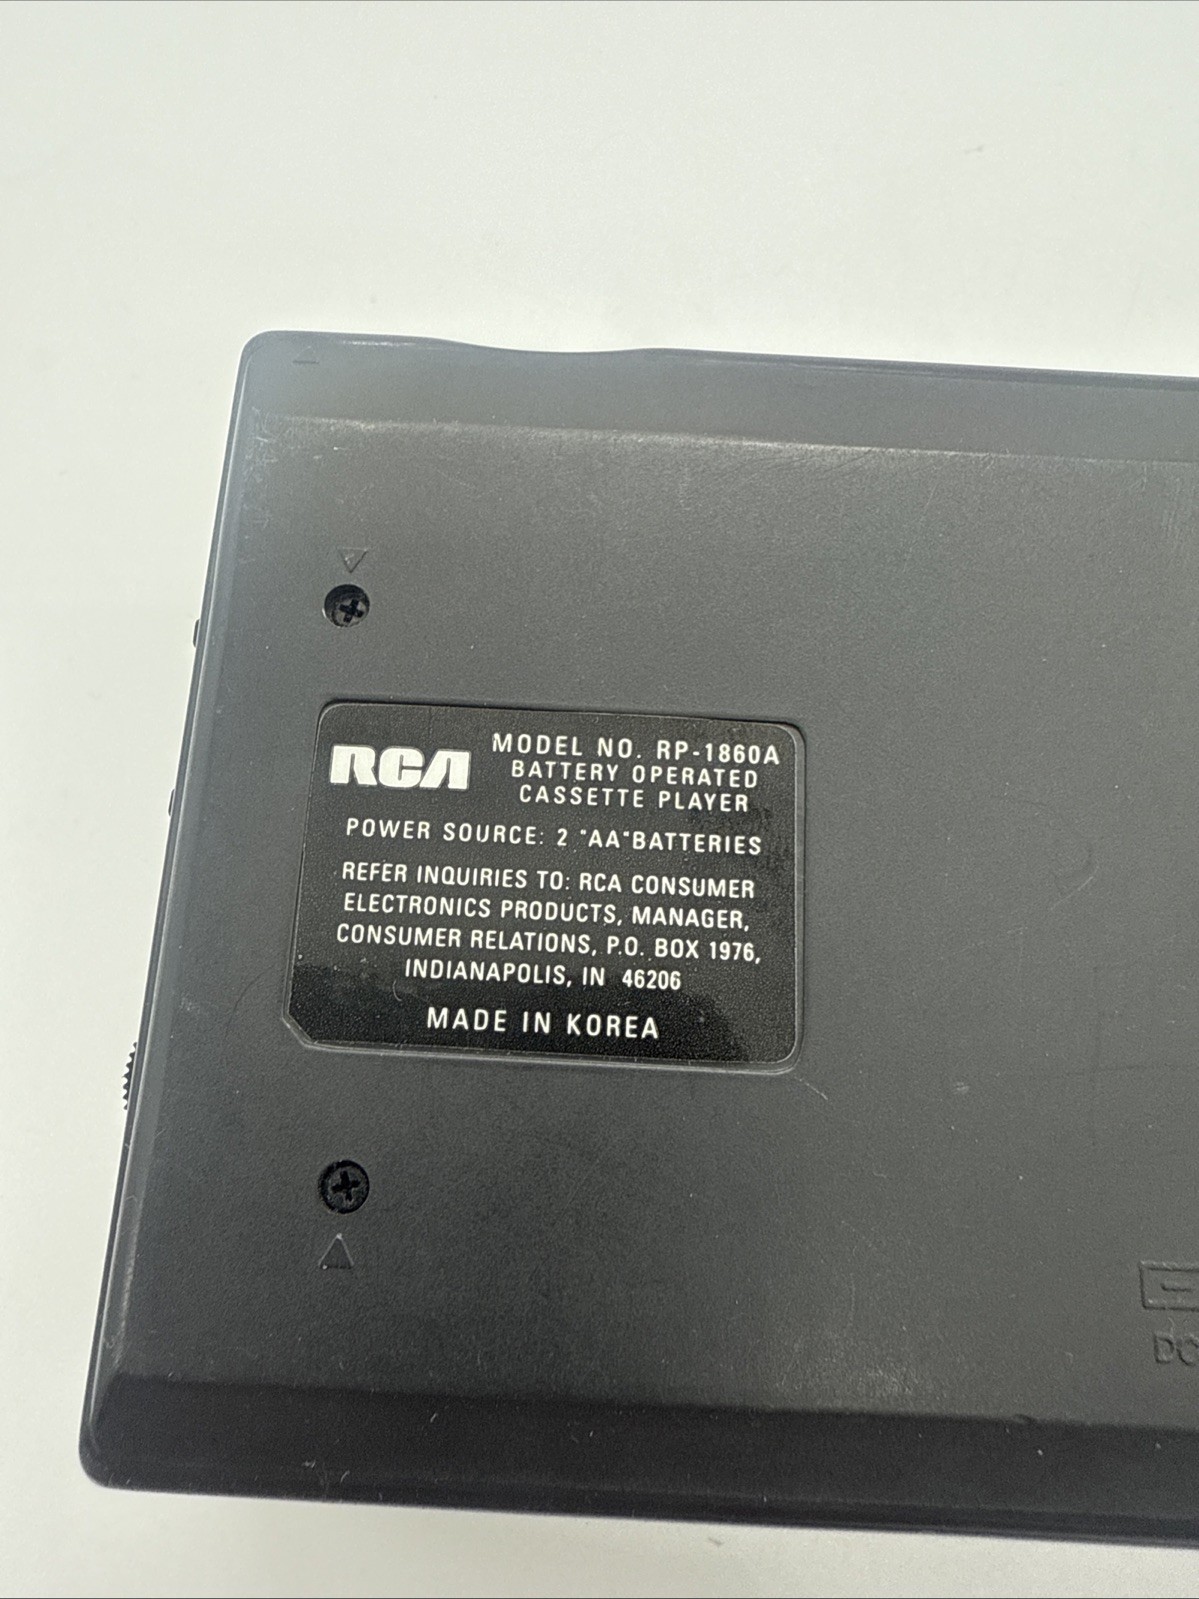 RCA
MODEL NO. RP-1860A
BATTERY OPERATED
CASSETTE PLAYER
POWER SOURCE: 2 "AA" BATTERIES
REFER INQUIRIES TO: RCA CONSUMER
ELECTRONICS PRODUCTS, MANAGER,
CONSUMER RELATIONS, P.O. BOX 1976,
INDIANAPOLIS, IN 46206
MADE IN KOREA
DC